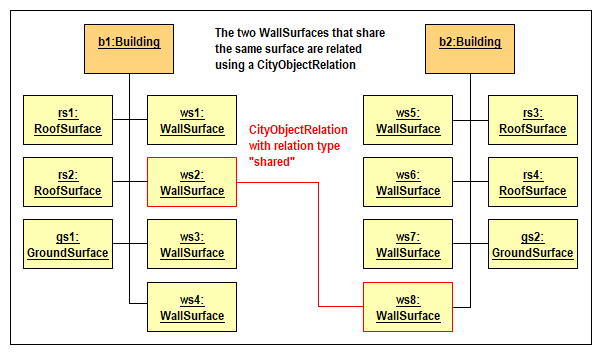 b1:Building
The two WallSurfaces that share
the same surface are related
using a CityObjectRelation
b2:Building
rs1:
RoofSurface
ws1:
WallSurface
rs2:
RoofSurface
ws2:
WallSurface
gs1:
GroundSurface
ws3:
WallSurface
ws4:
WallSurface
CityObjectRelation
with relation type
"shared"
ws5:
WallSurface
rs3:
RoofSurface
ws6:
WallSurface
rs4:
RoofSurface
ws7:
WallSurface
gs2:
GroundSurface
ws8:
WallSurface